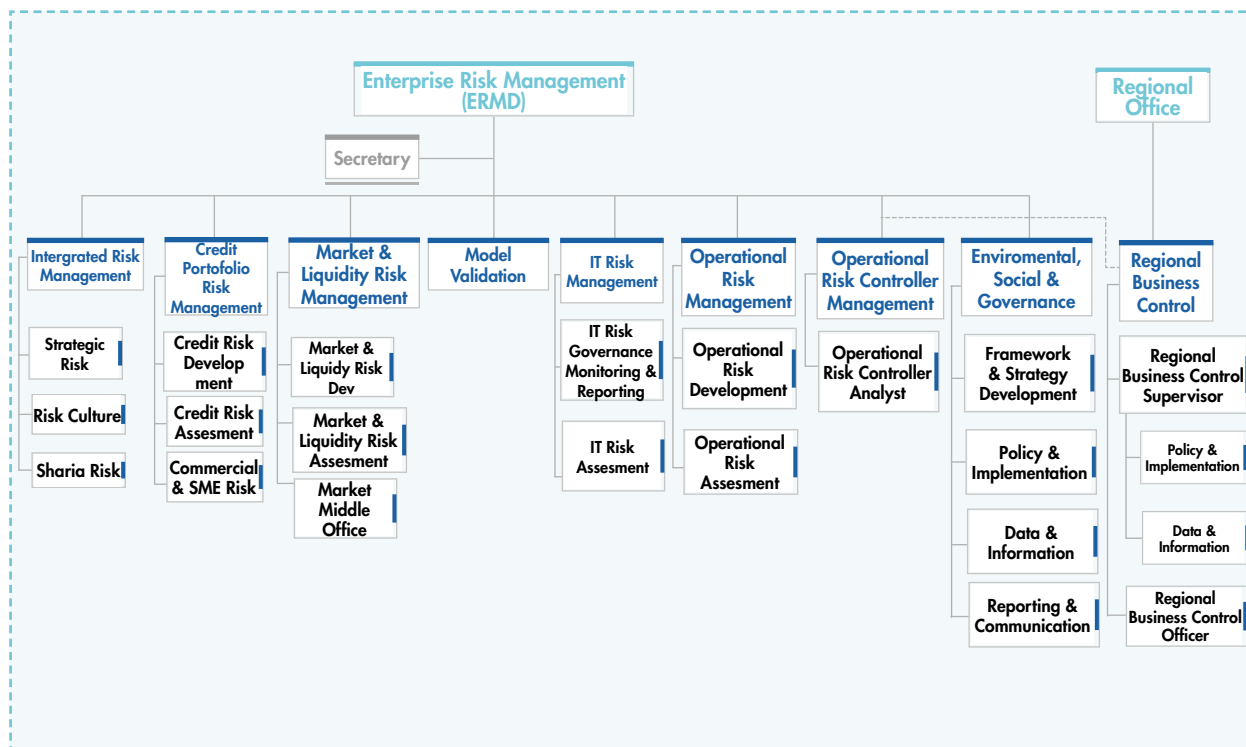 Enterprise Risk Management
(ERMD)
Regional
Office
Secretary
Intergrated Risk
Management
Credit
Portofolio
Risk
Management
Market &
Liquidity Risk
Management
Model
Validation
IT Risk
Management
Operational
Risk
Management
Operational
Risk Controller
Management
Enviromental,
Social &
Governance
Regional
Business
Control
Strategic
Risk
Risk Culture
Sharia Risk
Credit Risk
Develop
ment
Credit Risk
Assesment
Commercial
& SME Risk
Market &
Liquidy Risk
Dev
Market &
Liquidity Risk
Assesment
Market
Middle
Office
IT Risk
Governance
Monitoring &
Reporting
IT Risk
Assesment
Operational
Risk
Development
Operational
Risk
Assesment
Operational
Risk Controller
Analyst
Framework
& Strategy
Development
Policy &
Implementation
Data &
Information
Reporting &
Communication
Regional
Business Control
Supervisor
Policy &
Implementation
Data &
Information
Regional
Business Control
Officer